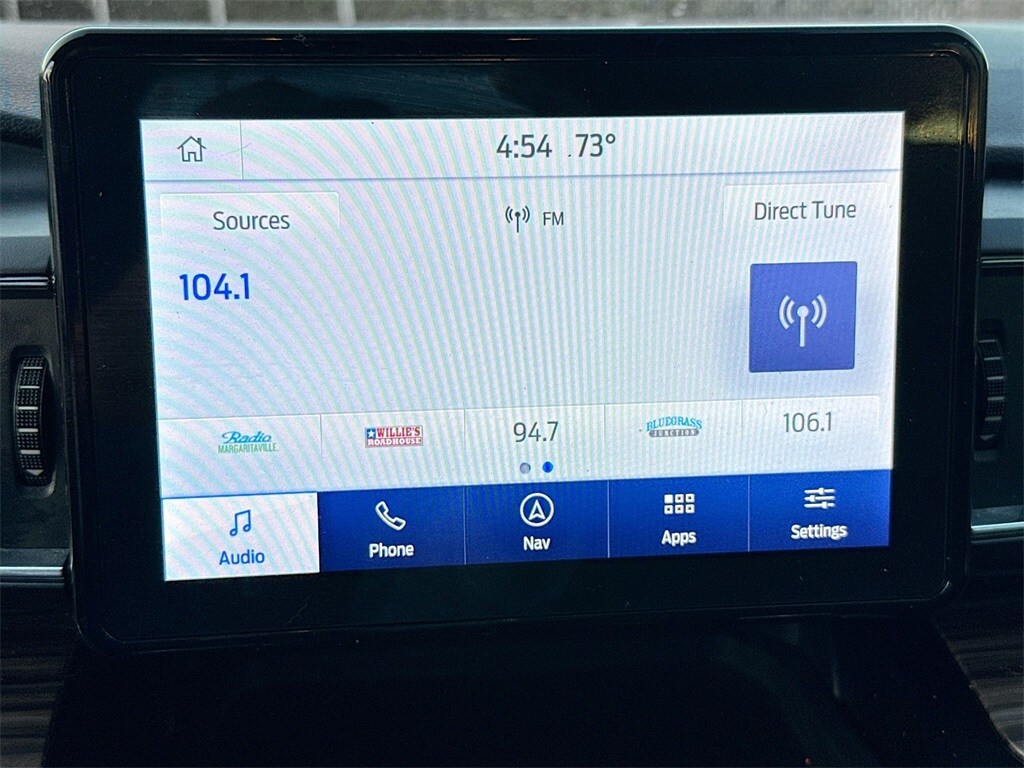 4:54 73°
Sources
FM
Direct Tune
104.1
Radio MARGARITAVILLE
WILLIE'S ROADHOUSE
94.7
BLUEGRASS JUNCTION
106.1
Audio
Phone
Nav
Apps
Settings